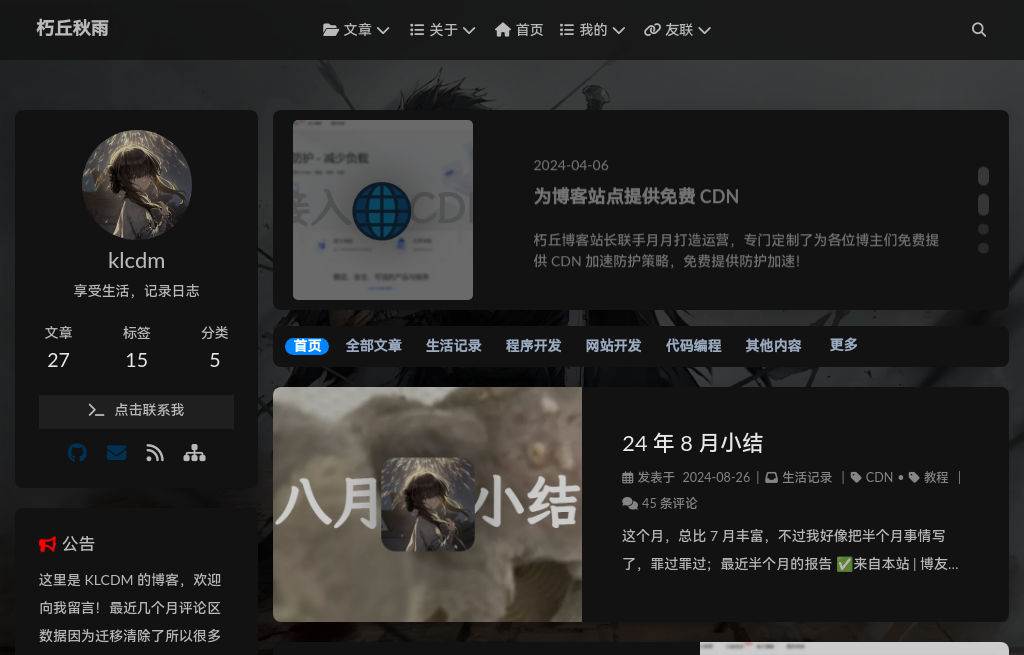 朽丘秋雨
文章 关于 首页 我的 友联
klcdm
享受生活，记录日志
文章 标签 分类
27 15 5
点击联系我
公告
这里是 KLCDM 的博客，欢迎
向我留言！最近几个月评论区
数据因为迁移清除了所以很多
防护 - 减少负载
接入 CDN
2024-04-06
为博客站点提供免费 CDN
朽丘博客站长联手月月打造运营，专门定制了为各位博主们免费提
供 CDN 加速防护策略，免费提供防护加速！
首页 全部文章 生活记录 程序开发 网站开发 代码编程 其他内容 更多
八月 小结
24 年 8 月小结
发表于 2024-08-26 | 生活记录 | CDN • 教程 |
45 条评论
这个月，总比 7 月丰富，不过我好像把半个月事情写
了，罪过罪过；最近半个月的报告 ✅来自本站 | 博友...